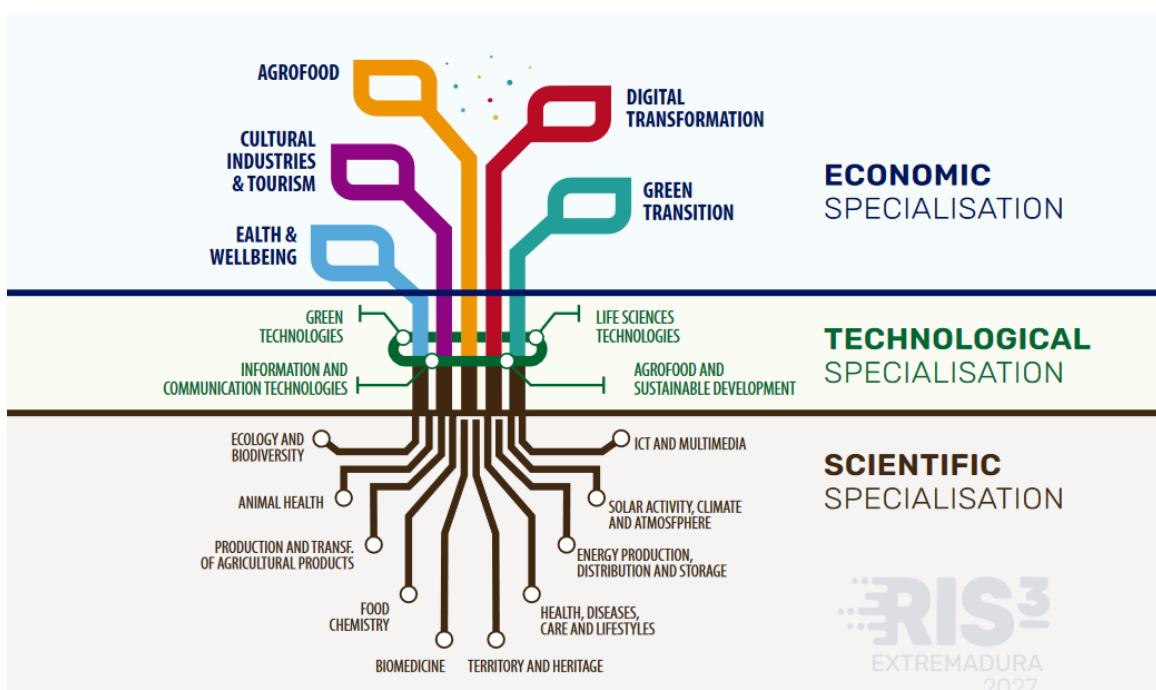 AGROFOOD
DIGITAL
TRANSFORMATION
CULTURAL
INDUSTRIES
& TOURISM
GREEN
TRANSITION
EALTH &
WELLBEING
ECONOMIC
SPECIALISATION
GREEN
TECHNOLOGIES
LIFE SCIENCES
TECHNOLOGIES
INFORMATION AND
COMMUNICATION TECHNOLOGIES
AGROFOOD AND
SUSTAINABLE DEVELOPMENT
TECHNOLOGICAL
SPECIALISATION
ECOLOGY AND
BIODIVERSITY
ICT AND MULTIMEDIA
ANIMAL HEALTH
SOLAR ACTIVITY, CLIMATE
AND ATMOSFPHERE
PRODUCTION AND TRANSF.
OF AGRICULTURAL PRODUCTS
ENERGY PRODUCTION,
DISTRIBUTION AND STORAGE
FOOD
CHEMISTRY
HEALTH, DISEASES,
CARE AND LIFESTYLES
BIOMEDICINE
TERRITORY AND HERITAGE
SCIENTIFIC
SPECIALISATION
RIS3
EXTREMADURA
2027